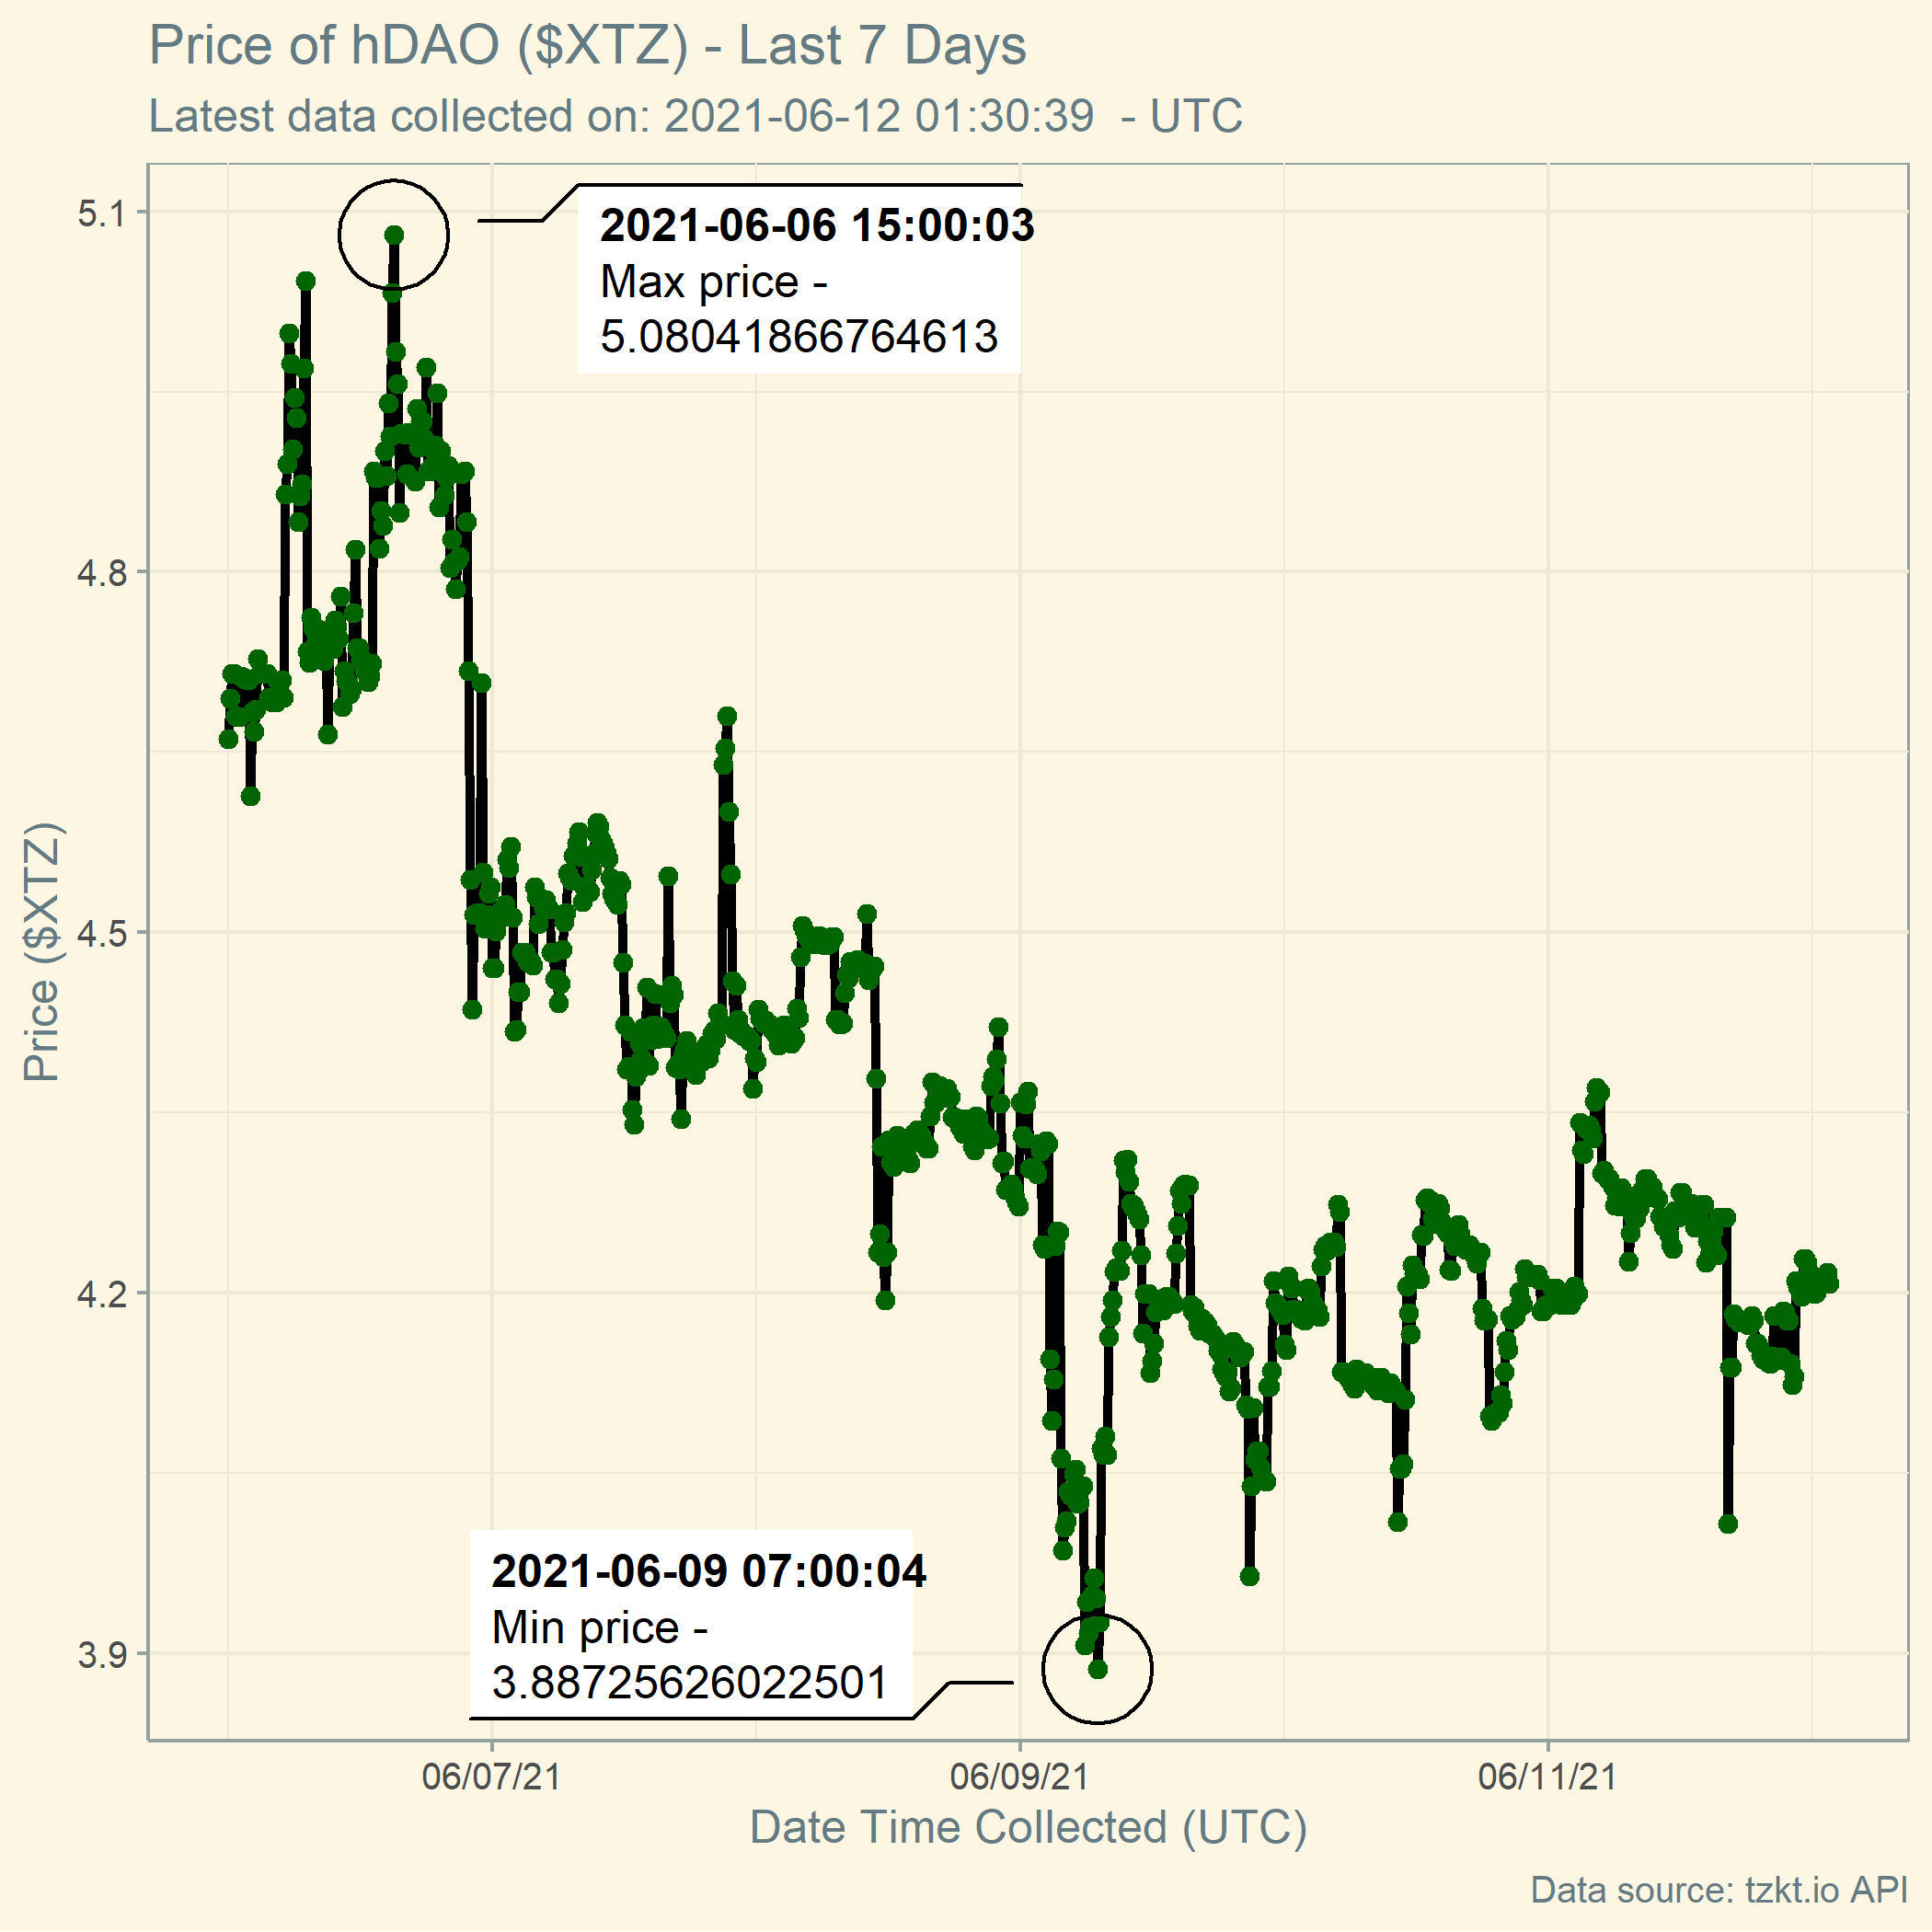 Price of hDAO ($XTZ) - Last 7 Days
Latest data collected on: 2021-06-12 01:30:39  - UTC
5.1
4.8
4.5
4.2
3.9
Price ($XTZ)
2021-06-06 15:00:03
Max price -
5.08041866764613
2021-06-09 07:00:04
Min price -
3.88725626022501
06/07/21
06/09/21
06/11/21
Date Time Collected (UTC)
Data source: tzkt.io API